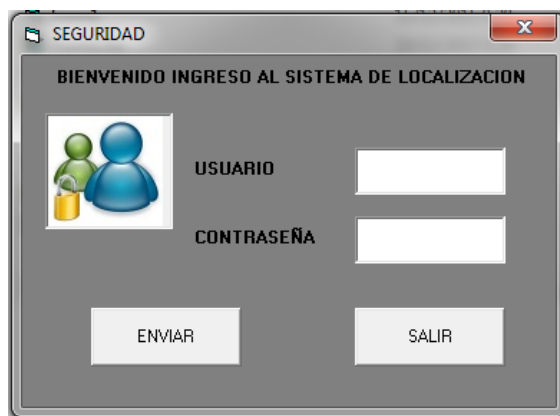 SEGURIDAD
BIENVENIDO INGRESO AL SISTEMA DE LOCALIZACION
USUARIO
CONTRASEÑA
ENVIAR
SALIR